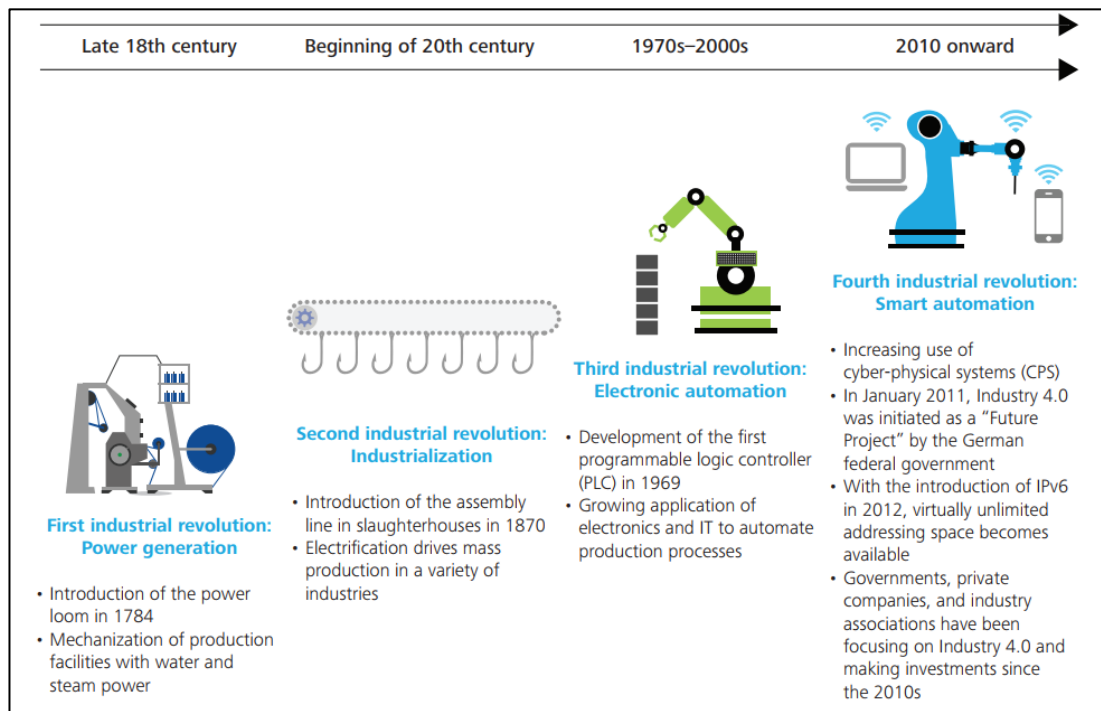 Late 18th century
Beginning of 20th century
1970s–2000s
2010 onward
First industrial revolution:
Power generation
• Introduction of the power
loom in 1784
• Mechanization of production
facilities with water and
steam power
Second industrial revolution:
Industrialization
• Introduction of the assembly
line in slaughterhouses in 1870
• Electrification drives mass
production in a variety of
industries
Third industrial revolution:
Electronic automation
• Development of the first
programmable logic controller
(PLC) in 1969
• Growing application of
electronics and IT to automate
production processes
Fourth industrial revolution:
Smart automation
• Increasing use of
cyber-physical systems (CPS)
• In January 2011, Industry 4.0
was initiated as a “Future
Project” by the German
federal government
• With the introduction of IPv6
in 2012, virtually unlimited
addressing space becomes
available
• Governments, private
companies, and industry
associations have been
focusing on Industry 4.0 and
making investments since
the 2010s